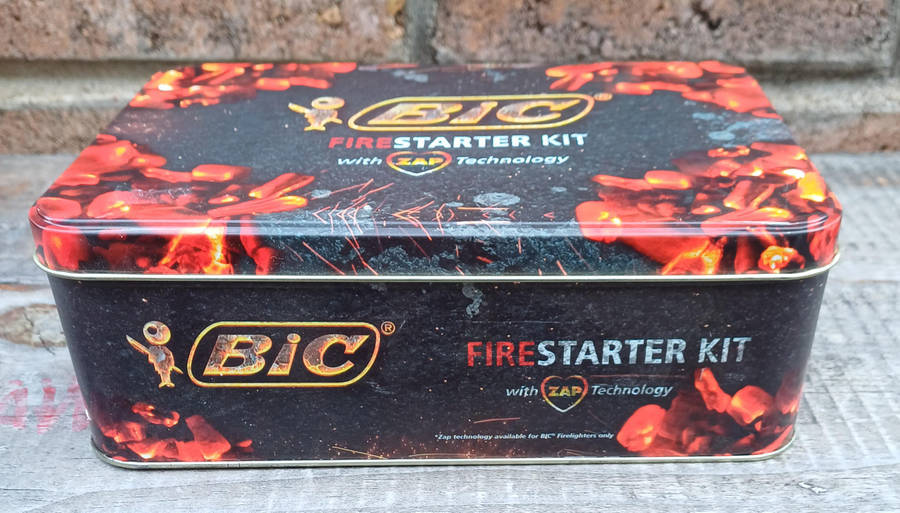 BiC®
FIRESTARTER KIT
with ZAP Technology
BiC®
FIRESTARTER KIT
with ZAP Technology
*Zap technology available for BIC® Firelighters only